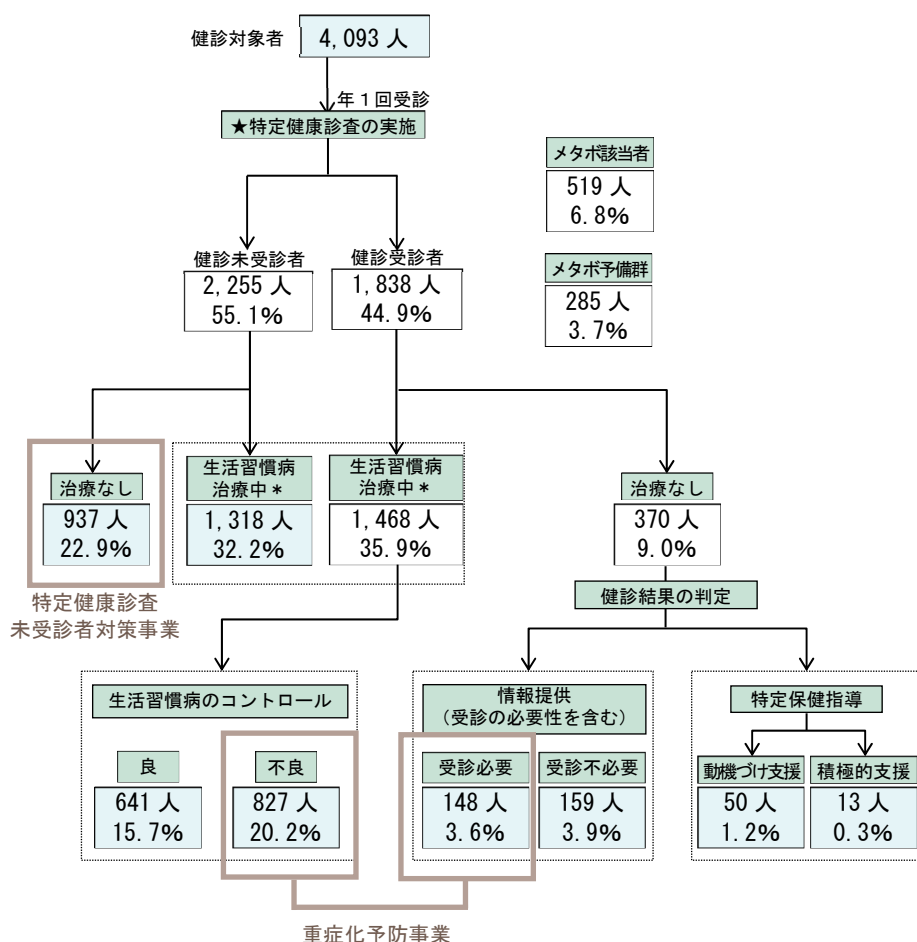 健診対象者
4,093 人
年1回受診
★特定健康診査の実施
メタボ該当者
519 人
6.8%
メタボ予備群
285 人
3.7%
健診未受診者
2,255 人
55.1%
健診受診者
1,838 人
44.9%
治療なし
937 人
22.9%
生活習慣病
治療中＊
1,318 人
32.2%
生活習慣病
治療中＊
1,468 人
35.9%
治療なし
370 人
9.0%
特定健康診査
未受診者対策事業
健診結果の判定
生活習慣病のコントロール
良
641 人
15.7%
不良
827 人
20.2%
情報提供
（受診の必要性を含む）
受診必要
148 人
3.6%
受診不必要
159 人
3.9%
特定保健指導
動機づけ支援
50 人
1.2%
積極的支援
13 人
0.3%
重症化予防事業